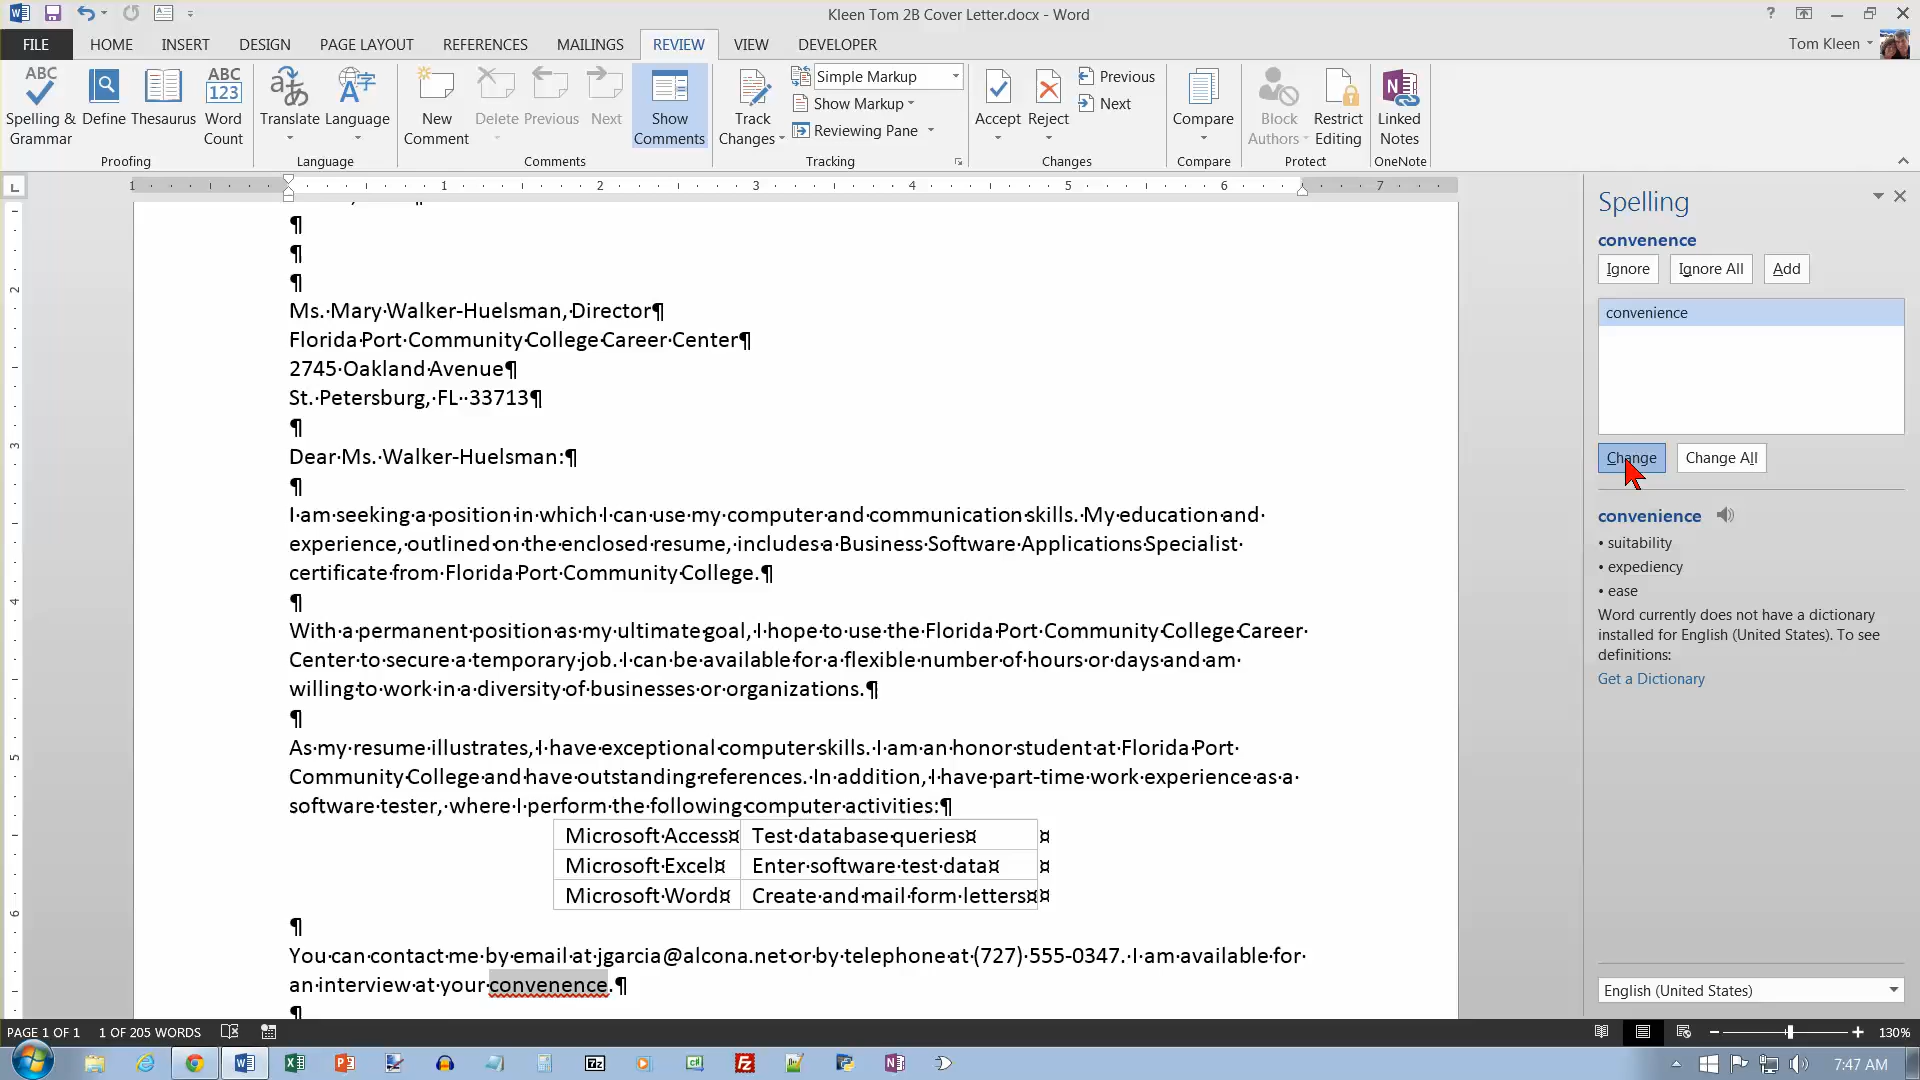 Kleen Tom 2B Cover Letter.docx - Word
FILE HOME INSERT DESIGN PAGE LAYOUT REFERENCES MAILINGS REVIEW VIEW DEVELOPER Tom Kleen
ABC Spelling & Grammar
Define
Thesaurus
ABC 123 Word Count
Proofing
Translate
Language
Language
New Comment
Delete
Previous
Next
Show Comments
Comments
Track Changes
Simple Markup
Show Markup
Reviewing Pane
Tracking
Accept
Reject
Previous
Next
Changes
Compare
Compare
Block Authors
Restrict Editing
Protect
Linked Notes
OneNote
1 1 2 3 4 5 6 7
2
3
4
5
6
¶
¶
¶
Ms.·Mary·Walker-Huelsman,·Director¶
Florida·Port·Community·College·Career·Center¶
2745·Oakland·Avenue¶
St.·Petersburg,·FL··33713¶
¶
Dear·Ms.·Walker-Huelsman:¶
¶
I·am·seeking·a·position·in·which·I·can·use·my·computer·and·communication·skills.·My·education·and·
experience,·outlined·on·the·enclosed·resume,·includes·a·Business·Software·Applications·Specialist·
certificate·from·Florida·Port·Community·College.¶
¶
With·a·permanent·position·as·my·ultimate·goal,·I·hope·to·use·the·Florida·Port·Community·College·Career·
Center·to·secure·a·temporary·job.·I·can·be·available·for·a·flexible·number·of·hours·or·days·and·am·
willing·to·work·in·a·diversity·of·businesses·or·organizations.¶
¶
As·my·resume·illustrates,·I·have·exceptional·computer·skills.·I·am·an·honor·student·at·Florida·Port·
Community·College·and·have·outstanding·references.·In·addition,·I·have·part-time·work·experience·as·a·
software·tester,·where·I·perform·the·following·computer·activities:¶
Microsoft·Access¤ Test·database·queries¤ ¤
Microsoft·Excel¤ Enter·software·test·data¤ ¤
Microsoft·Word¤ Create·and·mail·form·letters¤ ¤
¶
You·can·contact·me·by·email·at·jgarcia@alcona.net·or·by·telephone·at·(727)·555-0347.·I·am·available·for·
an·interview·at·your·convenence.¶
¶
Spelling
convenence
Ignore Ignore All Add
convenience
Change Change All
convenience
• suitability
• expediency
• ease
Word currently does not have a dictionary
installed for English (United States). To see
definitions:
Get a Dictionary
English (United States)
PAGE 1 OF 1 1 OF 205 WORDS 130%
7:47 AM